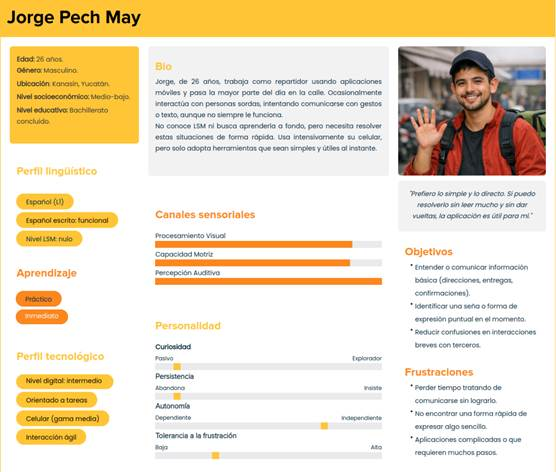 Jorge Pech May
Edad: 26 años.
Género: Masculino.
Ubicación: Kanasín, Yucatán.
Nivel socioeconómico: Medio-bajo.
Nivel educativo: Bachillerato
concluido.
Perfil lingüístico
Español (L1)
Español escrito: funcional
Nivel LSM: nulo
Aprendizaje
Práctico
Inmediato
Perfil tecnológico
Nivel digital: intermedio
Orientado a tareas
Celular (gama media)
Interacción ágil
Bio
Jorge, de 26 años, trabaja como repartidor usando aplicaciones
móviles y pasa la mayor parte del día en la calle. Ocasionalmente
interactúa con personas sordas, intentando comunicarse con gestos
o texto, aunque no siempre le funciona.
No conoce LSM ni busca aprenderla a fondo, pero necesita resolver
estas situaciones de forma rápida. Usa intensivamente su celular,
pero solo adopta herramientas que sean simples y útiles al instante.
Canales sensoriales
Procesamiento Visual
Capacidad Motriz
Percepción Auditiva
Personalidad
Curiosidad
Pasivo Explorador
Persistencia
Abandona Insiste
Autonomía
Dependiente Independiente
Tolerancia a la frustración
Baja Alta
"Prefiero lo simple y lo directo. Si puedo
resolverlo sin leer mucho y sin dar
vueltas, la aplicación es útil para mí."
Objetivos
• Entender o comunicar información
básica (direcciones, entregas,
confirmaciones).
• Identificar una seña o forma de
expresión puntual en el momento.
• Reducir confusiones en interacciones
breves con terceros.
Frustraciones
• Perder tiempo tratando de
comunicarse sin lograrlo.
• No encontrar una forma rápida de
expresar algo sencillo.
• Aplicaciones complicadas o que
requieren muchos pasos.